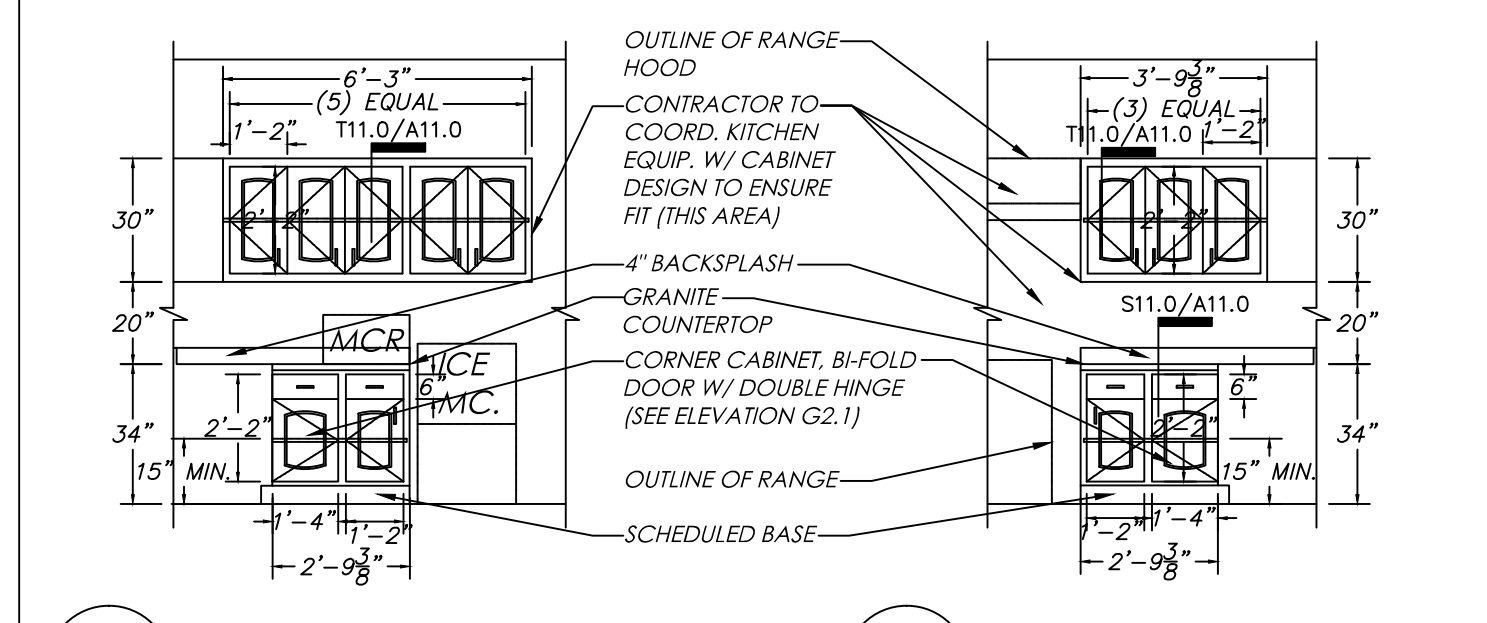 6'-3"
(5) EQUAL
1'-2"
T11.0/A11.0
30"
2'-2"
20"
MCR
ICE
MC.
6"
34"
2'-2"
15" MIN.
1'-4"
1'-2"
2'-9 3/8"
OUTLINE OF RANGE
HOOD
CONTRACTOR TO
COORD. KITCHEN
EQUIP. W/ CABINET
DESIGN TO ENSURE
FIT (THIS AREA)
4" BACKSPLASH
GRANITE
COUNTERTOP
CORNER CABINET, BI-FOLD
DOOR W/ DOUBLE HINGE
(SEE ELEVATION G2.1)
OUTLINE OF RANGE
SCHEDULED BASE
3'-9 3/8"
(3) EQUAL
T11.0/A11.0
1'-2"
2'-2"
30"
S11.0/A11.0
20"
6"
2'-2"
34"
15" MIN.
1'-2"
1'-4"
2'-9 3/8"